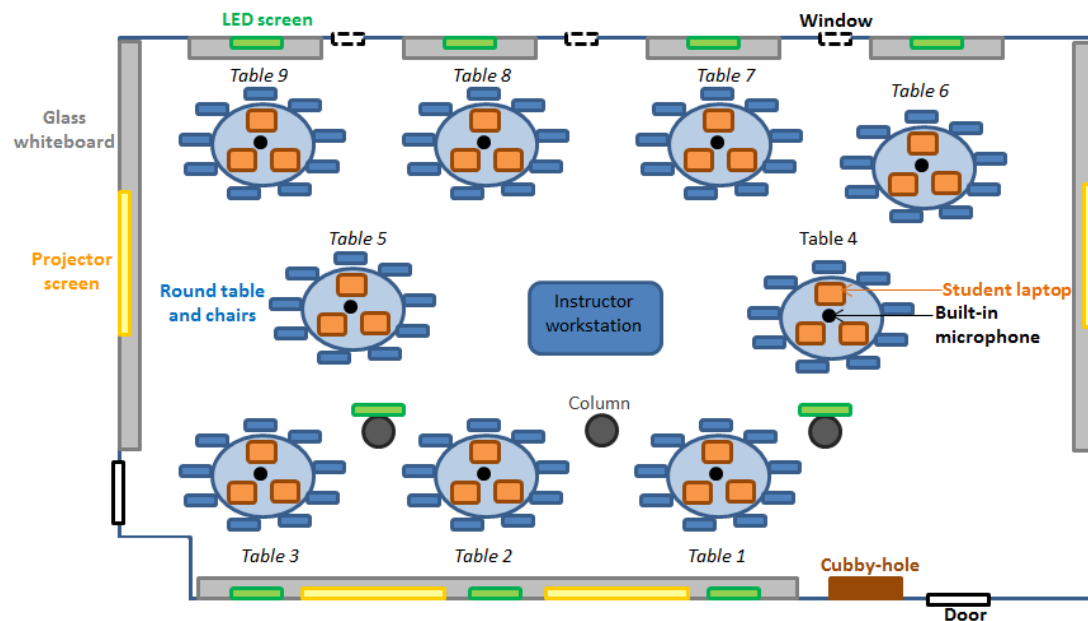 LED screen
Window
Table 9
Table 8
Table 7
Table 6
Glass
whiteboard
Table 5
Table 4
Projector
screen
Round table
and chairs
Instructor
workstation
Student laptop
Built-in
microphone
Column
Table 3
Table 2
Table 1
Cubby-hole
Door